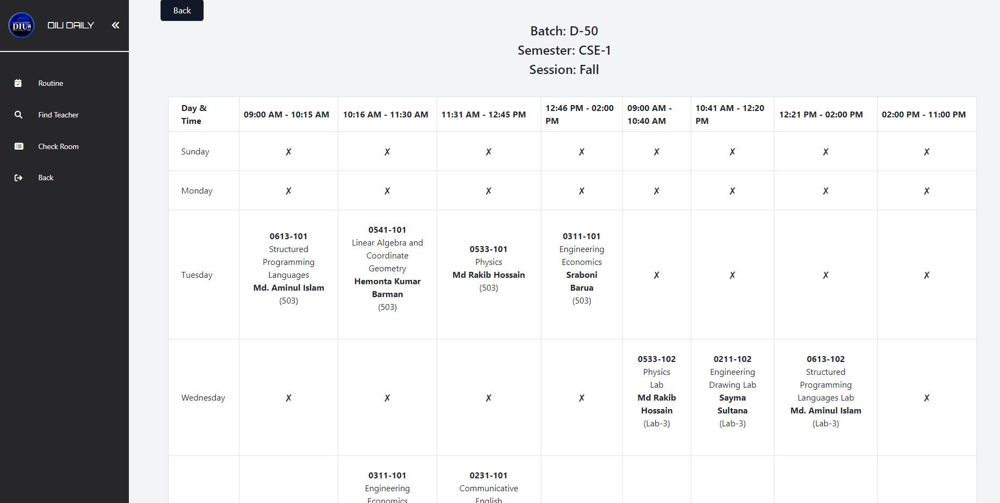 DIU
DIU DAILY
Routine
Find Teacher
Check Room
Back
Back
Batch: D-50
Semester: CSE-1
Session: Fall
Day &
Time
09:00 AM - 10:15 AM
10:16 AM - 11:30 AM
11:31 AM - 12:45 PM
12:46 PM - 02:00
PM
09:00 AM -
10:40 AM
10:41 AM - 12:20
PM
12:21 PM - 02:00 PM
02:00 PM - 11:00 PM
Sunday
✗ ✗ ✗ ✗ ✗ ✗ ✗ ✗
Monday
✗ ✗ ✗ ✗ ✗ ✗ ✗ ✗
Tuesday
0613-101
Structured
Programming
Languages
Md. Aminul Islam
(503)
0541-101
Linear Algebra and
Coordinate
Geometry
Hemonta Kumar
Barman
(503)
0533-101
Physics
Md Rakib Hossain
(503)
0311-101
Engineering
Economics
Sraboni
Barua
(503)
✗ ✗ ✗ ✗
Wednesday
✗ ✗ ✗ ✗
0533-102
Physics
Lab
Md Rakib
Hossain
(Lab-3)
0211-102
Engineering
Drawing Lab
Sayma
Sultana
(Lab-3)
0613-102
Structured
Programming
Languages Lab
Md. Aminul Islam
(Lab-3)
✗
0311-101
Engineering
Economics
0231-101
Communicative
English